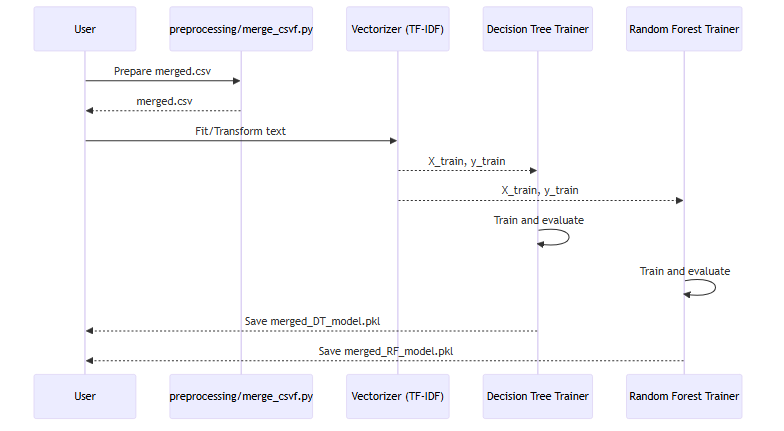 User
preprocessing/merge_csvf.py
Vectorizer (TF-IDF)
Decision Tree Trainer
Random Forest Trainer
Prepare merged.csv
merged.csv
Fit/Transform text
X_train, y_train
X_train, y_train
Train and evaluate
Train and evaluate
Save merged_DT_model.pkl
Save merged_RF_model.pkl
User
preprocessing/merge_csvf.py
Vectorizer (TF-IDF)
Decision Tree Trainer
Random Forest Trainer